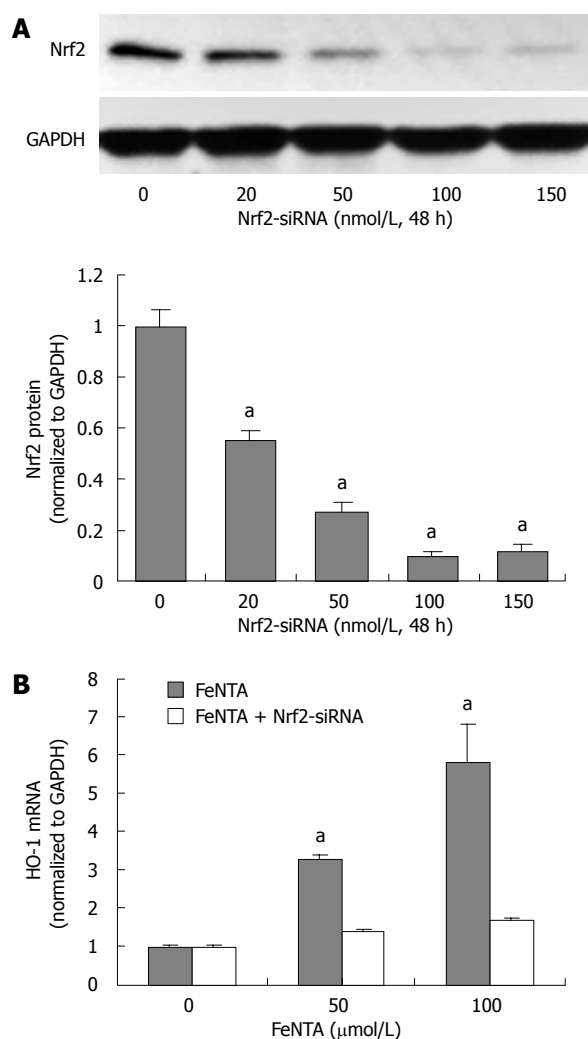 A
Nrf2
GAPDH
0 20 50 100 150
Nrf2-siRNA (nmol/L, 48 h)
1.2
1
0.8
0.6
0.4
0.2
0
Nrf2 protein
(normalized to GAPDH)
a
a
a
a
0 20 50 100 150
Nrf2-siRNA (nmol/L, 48 h)
B
8
7
6
5
4
3
2
1
0
HO-1 mRNA
(normalized to GAPDH)
FeNTA
FeNTA + Nrf2-siRNA
a
a
0 50 100
FeNTA (μmol/L)